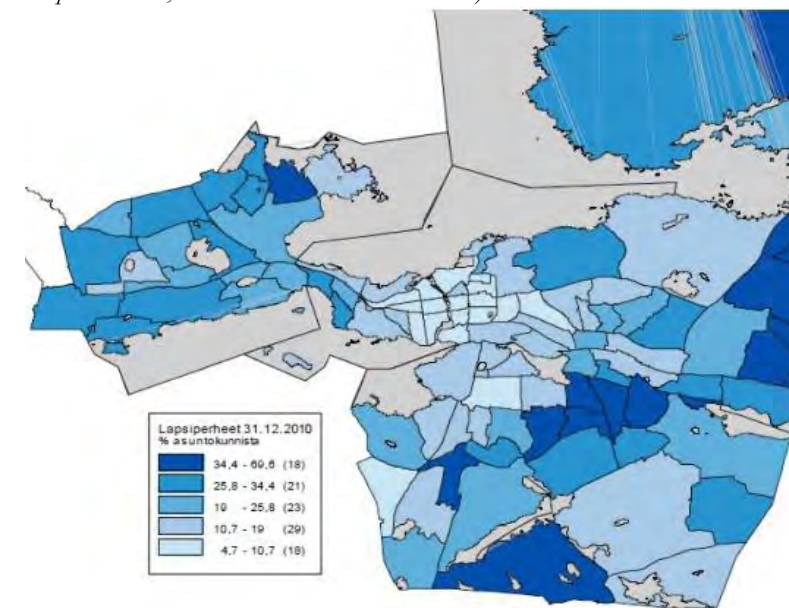 Lapsiperheet 31.12.2010
% asuntokunnista
34,4 - 69,6 (18)
25,8 - 34,4 (21)
19 - 25,8 (23)
10,7 - 19 (29)
4,7 - 10,7 (18)